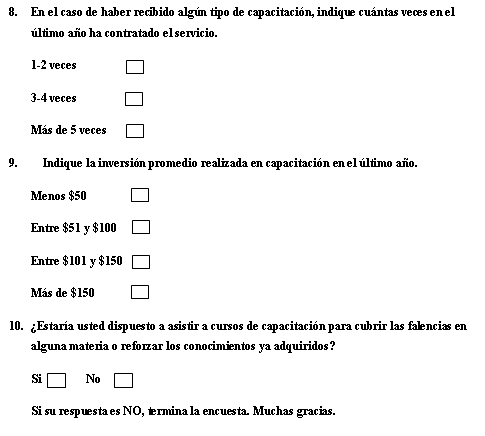 8. En el caso de haber recibido algún tipo de capacitación, indique cuántas veces en el
último año ha contratado el servicio.
1-2 veces
3-4 veces
Más de 5 veces
9. Indique la inversión promedio realizada en capacitación en el último año.
Menos $50
Entre $51 y $100
Entre $101 y $150
Más de $150
10. ¿Estaría usted dispuesto a asistir a cursos de capacitación para cubrir las falencias en
alguna materia o reforzar los conocimientos ya adquiridos?
Si No
Si su respuesta es NO, termina la encuesta. Muchas gracias.